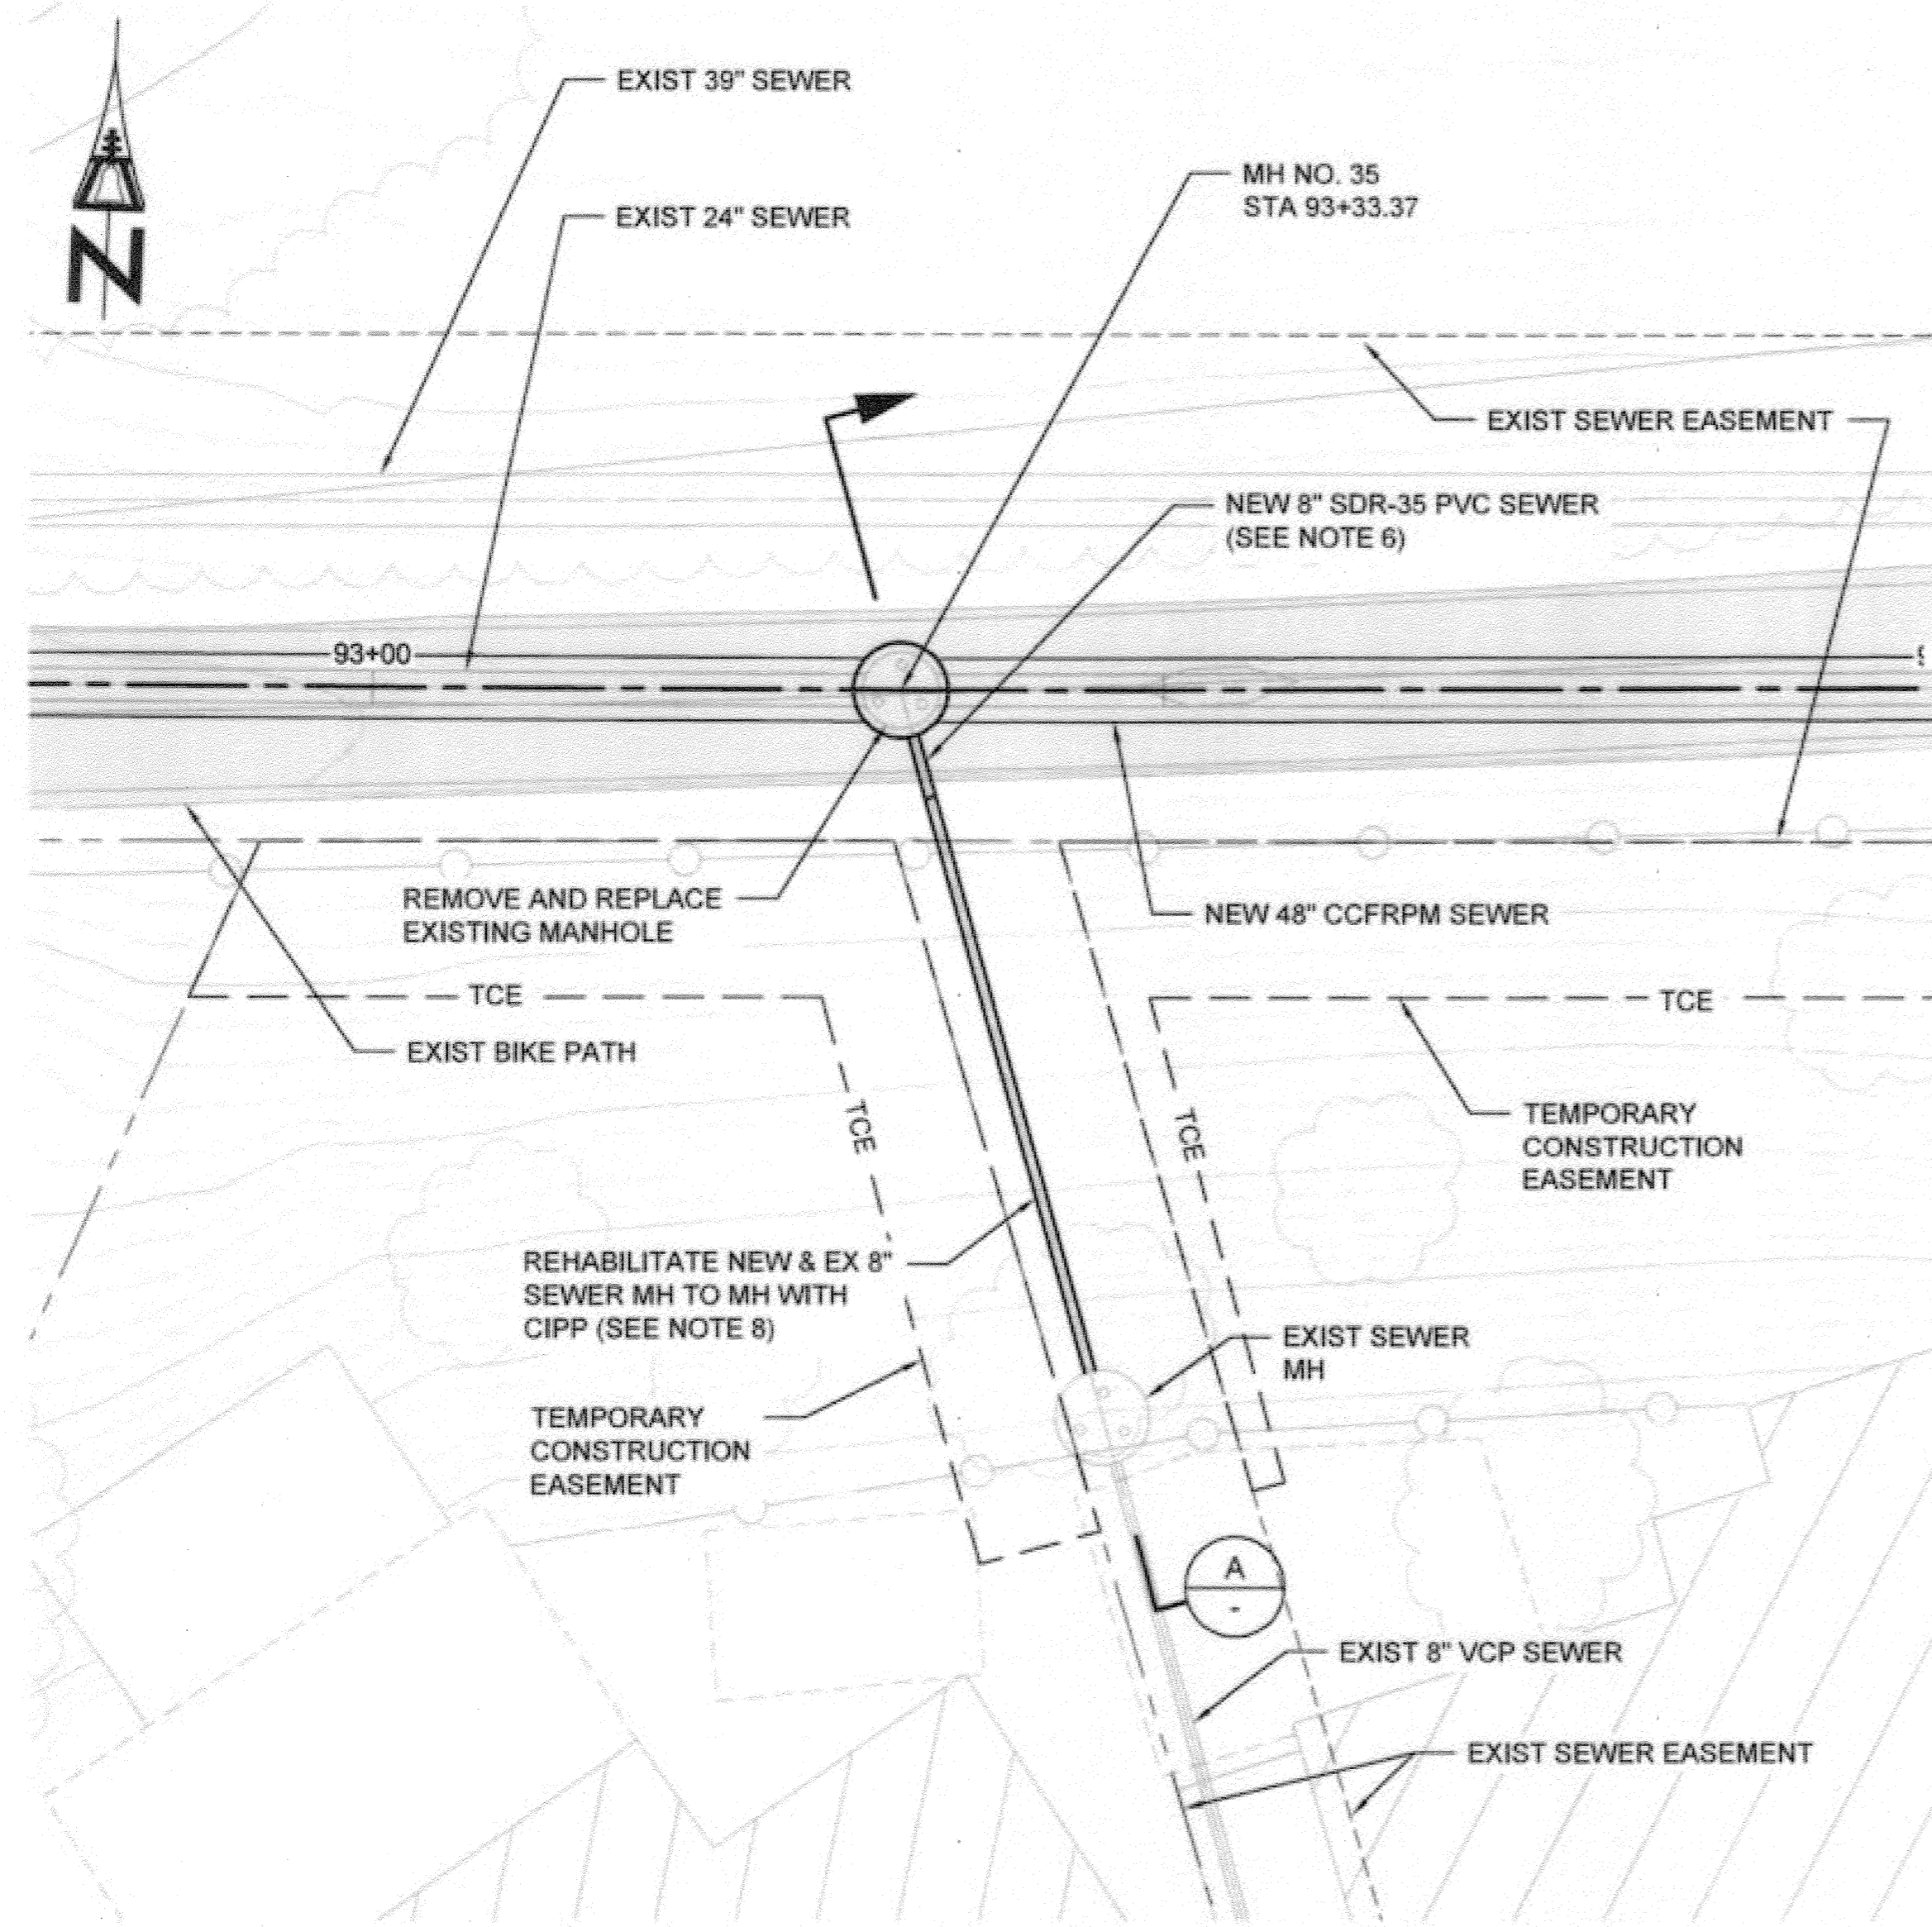 EXIST 39" SEWER
MH NO. 35
STA 93+33.37
EXIST 24" SEWER
N
EXIST SEWER EASEMENT
NEW 8" SDR-35 PVC SEWER
(SEE NOTE 6)
93+00
REMOVE AND REPLACE
EXISTING MANHOLE
NEW 48" CCFRPM SEWER
TCE
TCE
EXIST BIKE PATH
TCE
TCE
TEMPORARY
CONSTRUCTION
EASEMENT
REHABILITATE NEW & EX 8"
SEWER MH TO MH WITH
CIPP (SEE NOTE 8)
EXIST SEWER
MH
TEMPORARY
CONSTRUCTION
EASEMENT
A
-
EXIST 8" VCP SEWER
EXIST SEWER EASEMENT